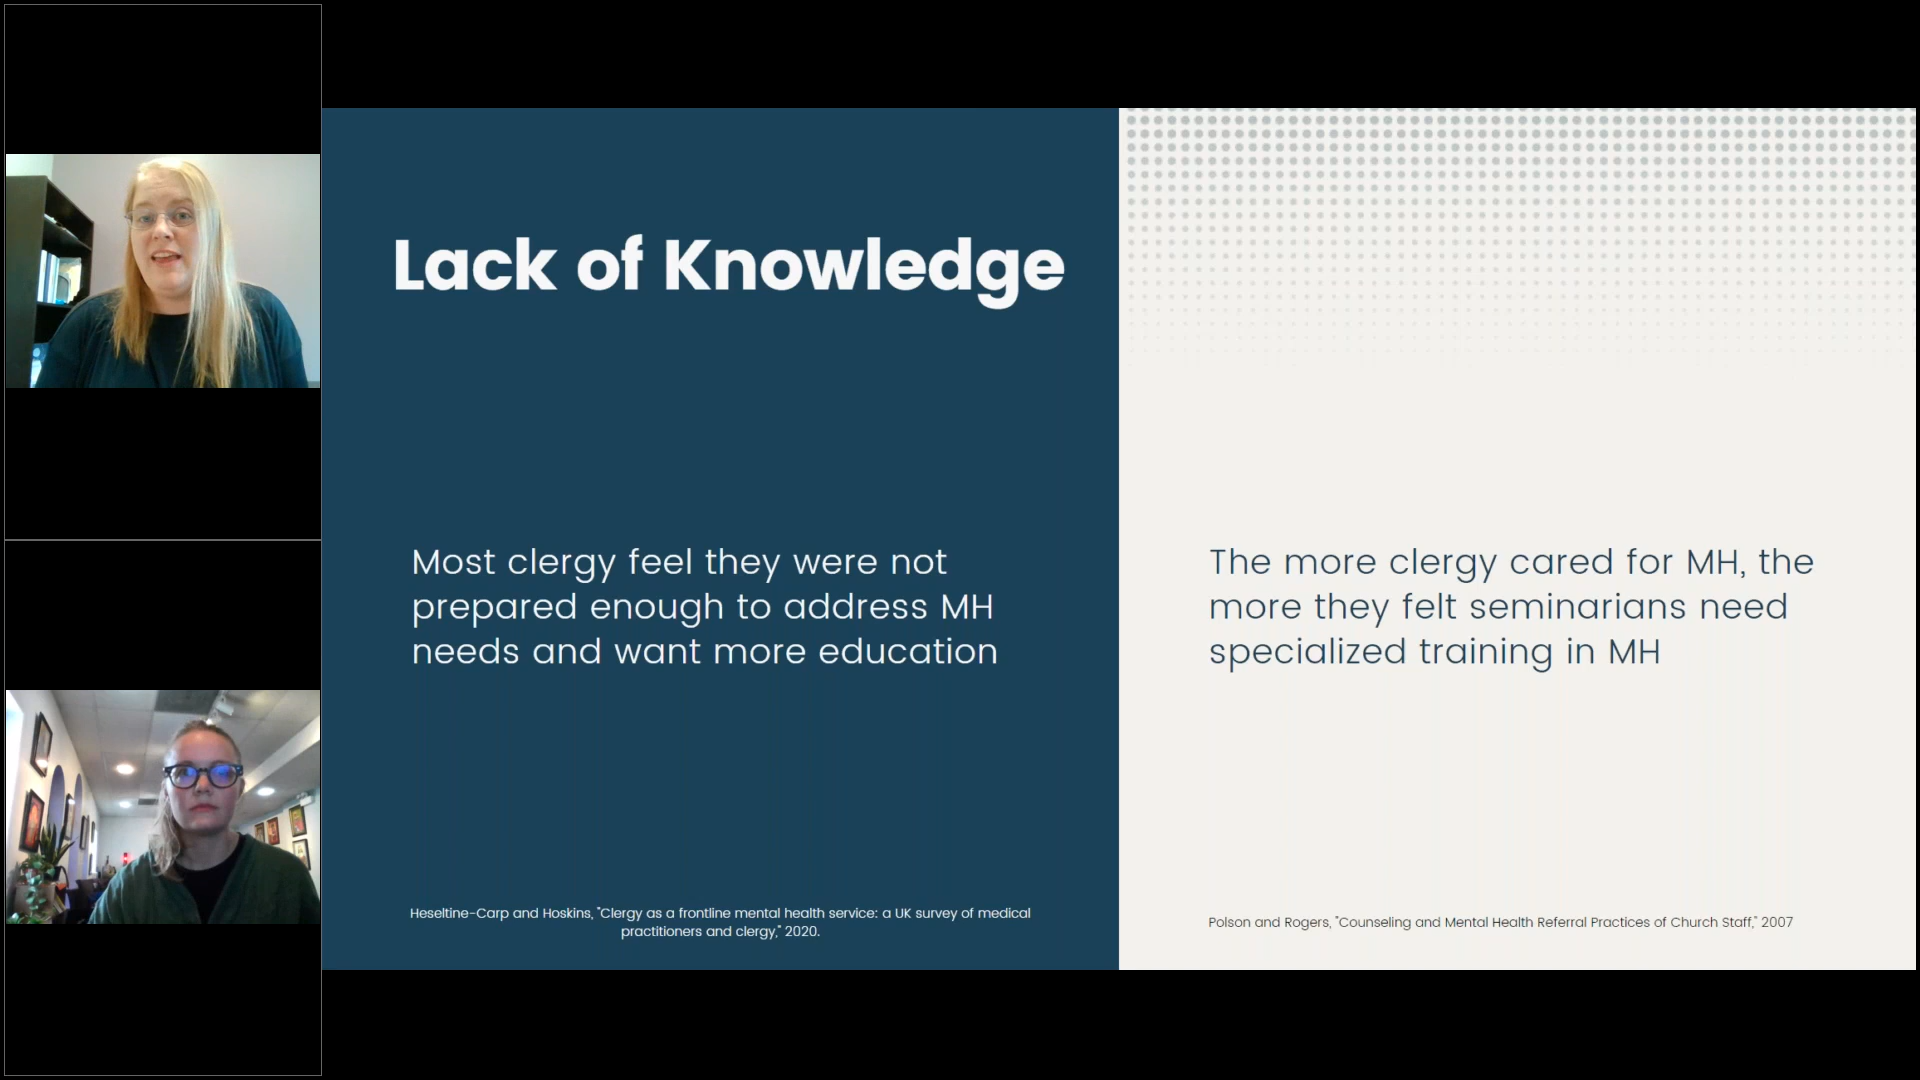 Lack of Knowledge
Most clergy feel they were not
prepared enough to address MH
needs and want more education
Heseltine-Carp and Hoskins, "Clergy as a frontline mental health service: a UK survey of medical
practitioners and clergy," 2020.
The more clergy cared for MH, the
more they felt seminarians need
specialized training in MH
Polson and Rogers, "Counseling and Mental Health Referral Practices of Church Staff," 2007